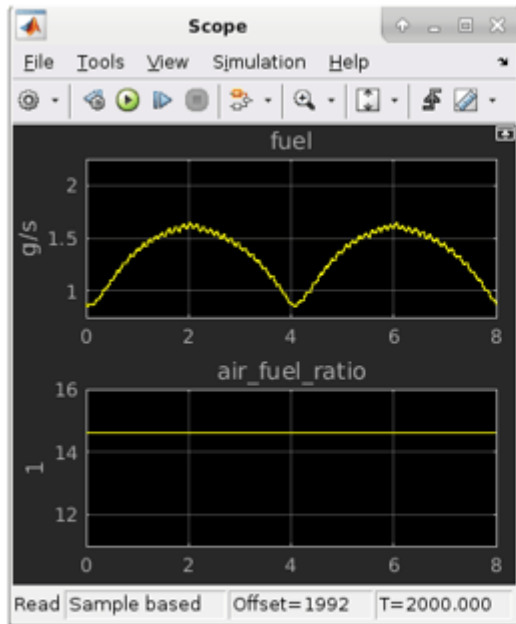 Scope
File Tools View Simulation Help
fuel
g/s
2
1.5
1
0 2 4 6 8
air_fuel_ratio
1
16
14
12
0 2 4 6 8
Read Sample based Offset=1992 T=2000.000